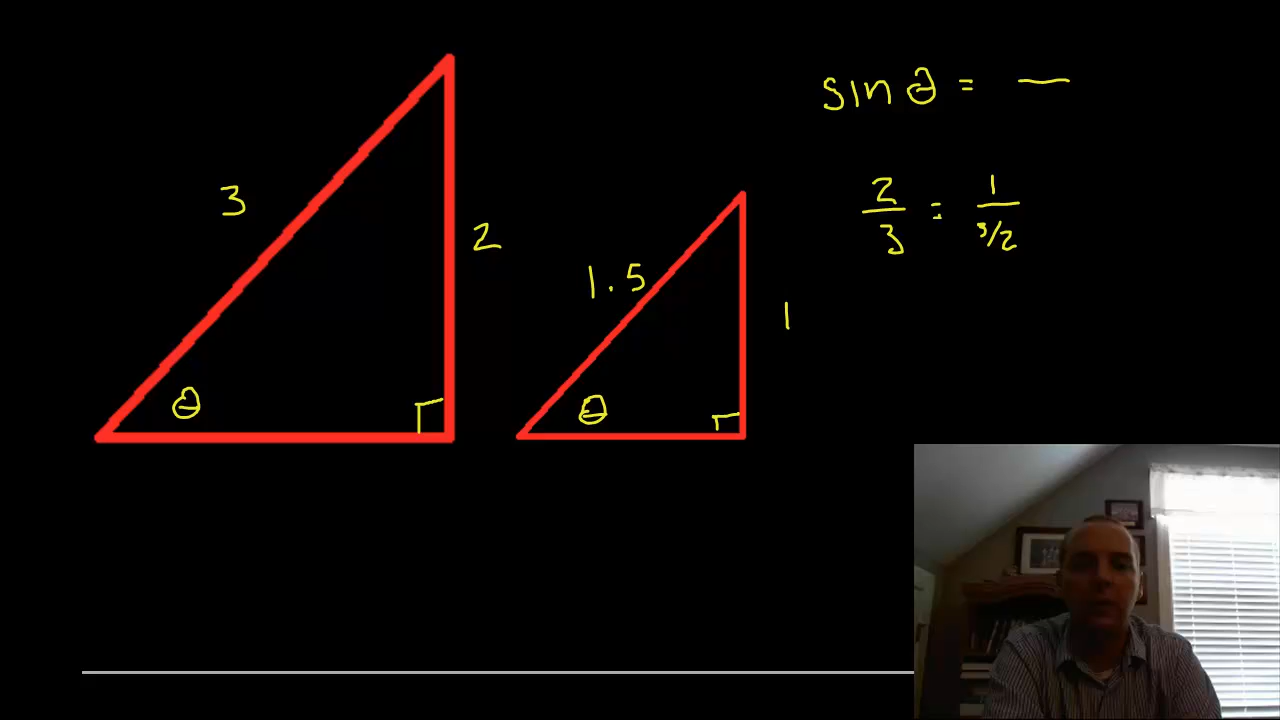 sin θ = —
2/3 = 1/(3/2)
3
2
1.5
1
θ
θ